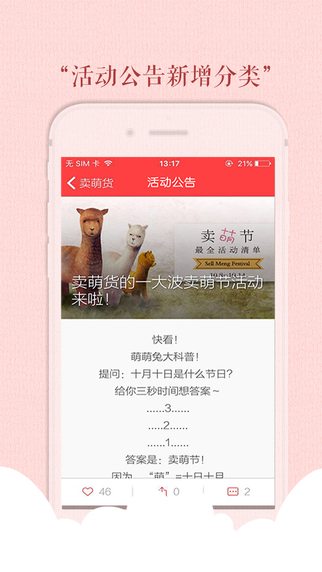 “活动公告新增分类”
无 SIM 卡
13:17
21%
卖萌货
活动公告
卖萌节
最全活动清单
Sell Meng Festival
10.8-10.14
卖萌货的一大波卖萌节活动
来啦！
快看！
萌萌兔大科普！
提问：十月十日是什么节日？
给你三秒时间想答案～
......3......
......2......
......1......
答案是：卖萌节！
因为，“萌”=十日十月
46
0
2